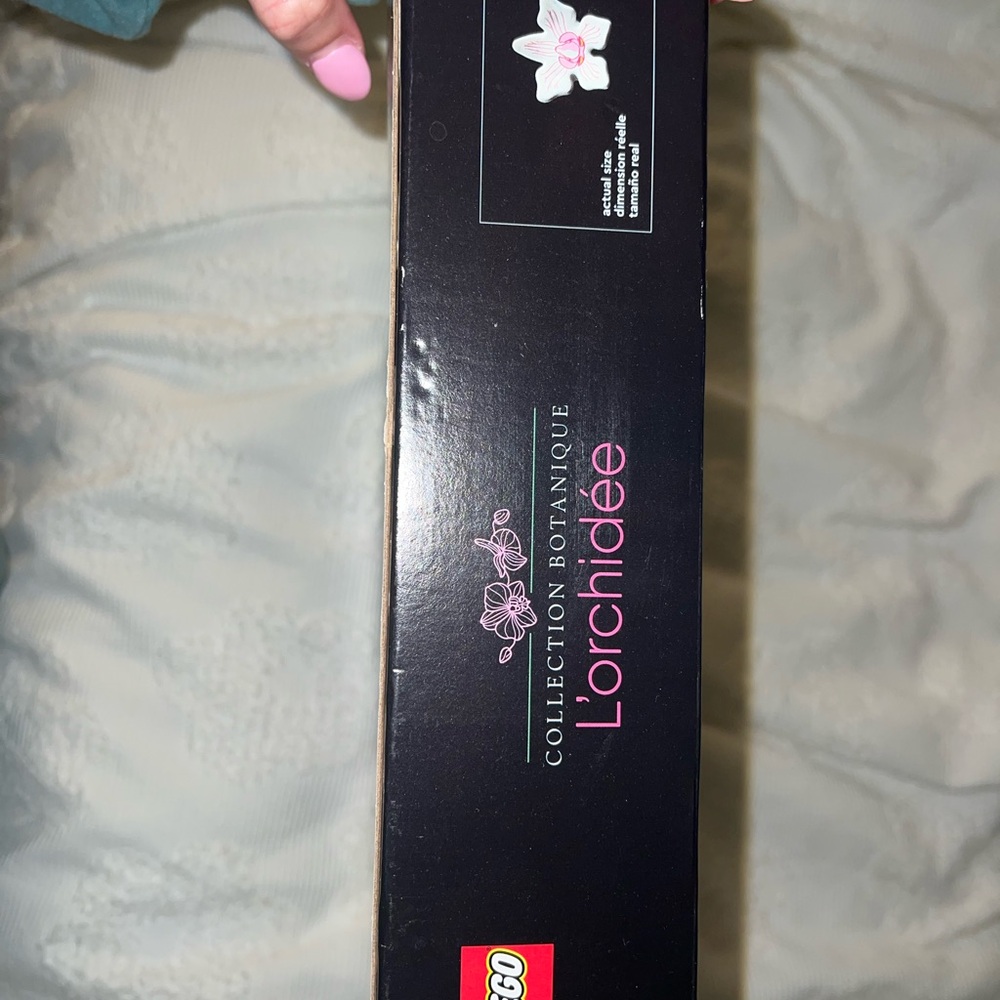 LEGO
COLLECTION BOTANIQUE
L'orchidée
actual size
dimension réelle
tamaño real